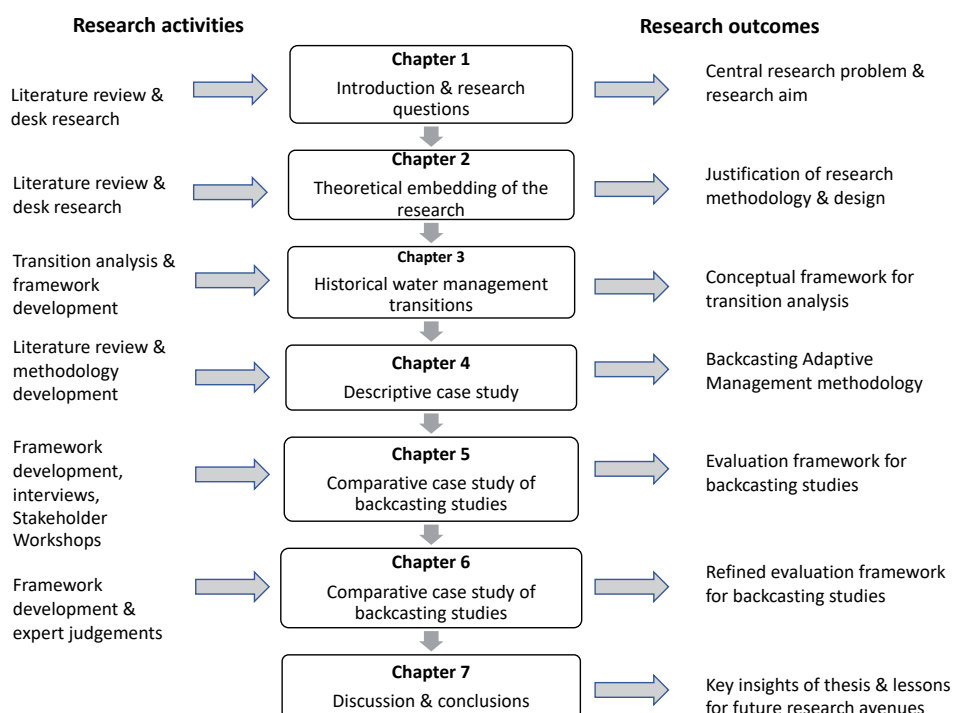 Research activities
Research outcomes
Literature review &
desk research
Chapter 1
Introduction & research
questions
Central research problem &
research aim
Literature review &
desk research
Chapter 2
Theoretical embedding of the
research
Justification of research
methodology & design
Transition analysis &
framework
development
Chapter 3
Historical water management
transitions
Conceptual framework for
transition analysis
Literature review &
methodology
development
Chapter 4
Descriptive case study
Backcasting Adaptive
Management methodology
Framework
development,
interviews,
Stakeholder
Workshops
Chapter 5
Comparative case study of
backcasting studies
Evaluation framework for
backcasting studies
Framework
development &
expert judgements
Chapter 6
Comparative case study of
backcasting studies
Refined evaluation framework
for backcasting studies
Chapter 7
Discussion & conclusions
Key insights of thesis & lessons
for future research avenues